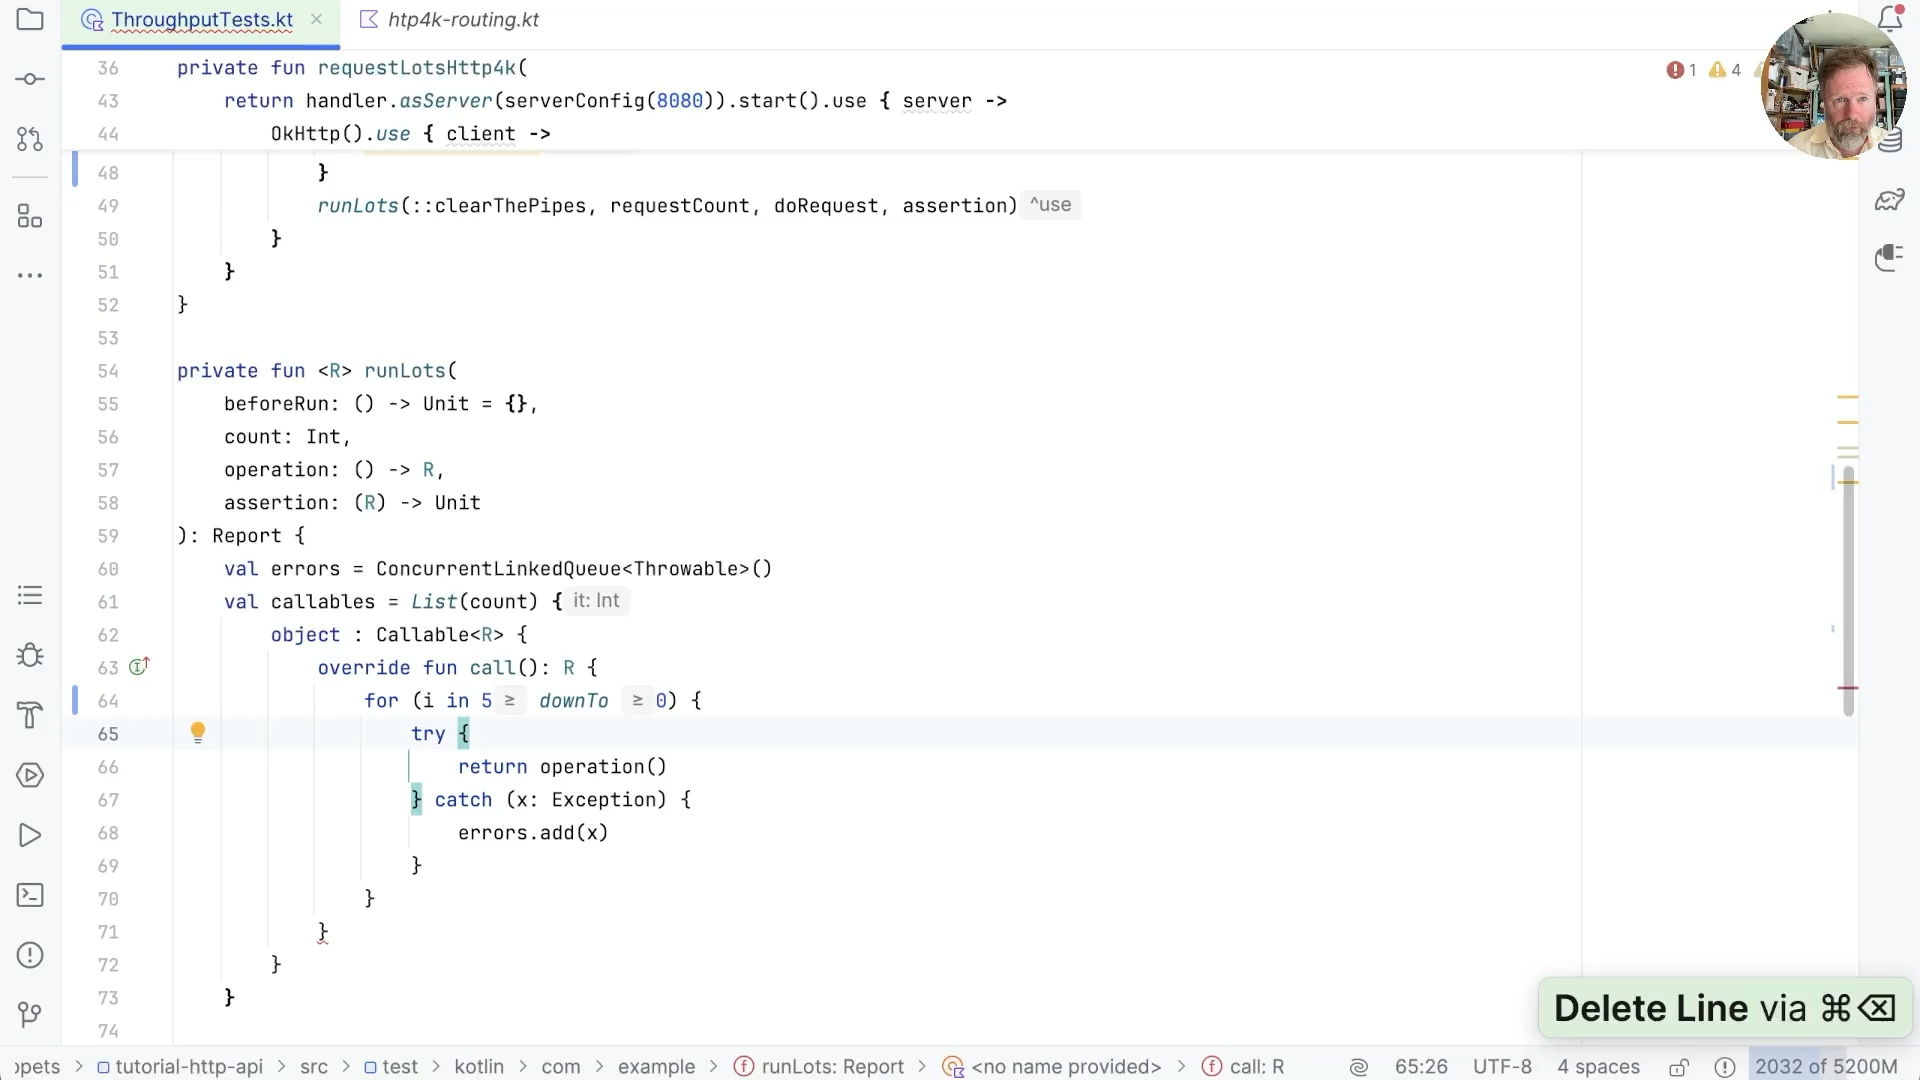 ThroughputTests.kt
htp4k-routing.kt
36 private fun requestLotsHttp4k(
43 return handler.asServer(serverConfig(8080)).start().use { server ->
44 OkHttp().use { client ->
1 4
48 }
49 runLots(::clearThePipes, requestCount, doRequest, assertion) ^use
50 }
51 }
52 }
53
54 private fun <R> runLots(
55 beforeRun: () -> Unit = {},
56 count: Int,
57 operation: () -> R,
58 assertion: (R) -> Unit
59 ): Report {
60 val errors = ConcurrentLinkedQueue<Throwable>()
61 val callables = List(count) { it: Int
62 object : Callable<R> {
63 override fun call(): R {
64 for (i in 5 ≥ downTo ≥ 0) {
65 try {
66 return operation()
67 } catch (x: Exception) {
68 errors.add(x)
69 }
70 }
71 }
72 }
73 }
74
Delete Line via ⌘⌫
ppets > tutorial-http-api > src > test > kotlin > com > example > runLots: Report > <no name provided> > call: R
65:26 UTF-8 4 spaces 2032 of 5200M